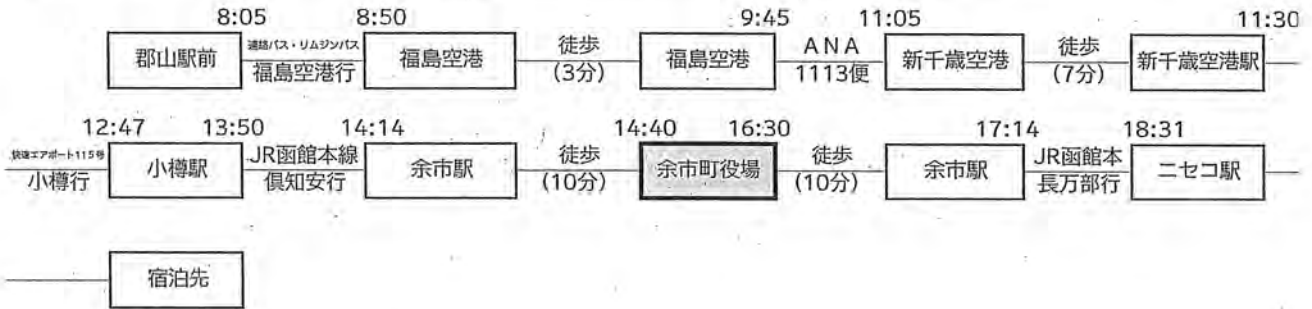 8:05 8:50 9:45 11:05 11:30
郡山駅前 連絡バス・リムジンバス 福島空港行 福島空港 徒歩 (3分) 福島空港 ANA 1113便 新千歳空港 徒歩 (7分) 新千歳空港駅
12:47 13:50 14:14 14:40 16:30 17:14 18:31
快速エアポート115号 小樽行 小樽駅 JR函館本線 倶知安行 余市駅 徒歩 (10分) 余市町役場 徒歩 (10分) 余市駅 JR函館本 長万部行 ニセコ駅
宿泊先